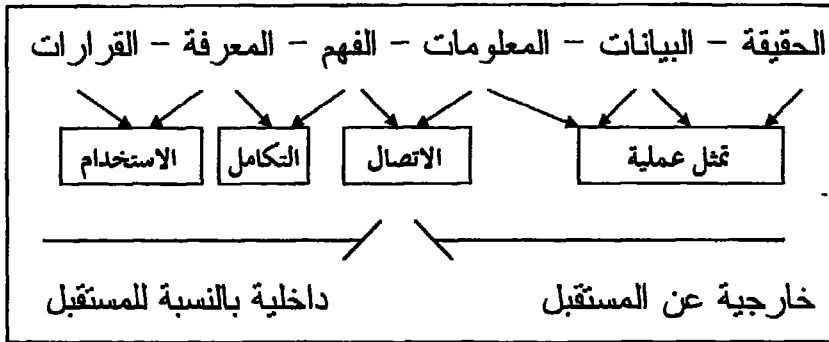 الحقيقة – البيانات – المعلومات – الفهم – المعرفة – القرارات
تمثل عملية الاتصال التكامل الاستخدام
خارجية عن المستقبل داخلية بالنسبة للمستقبل